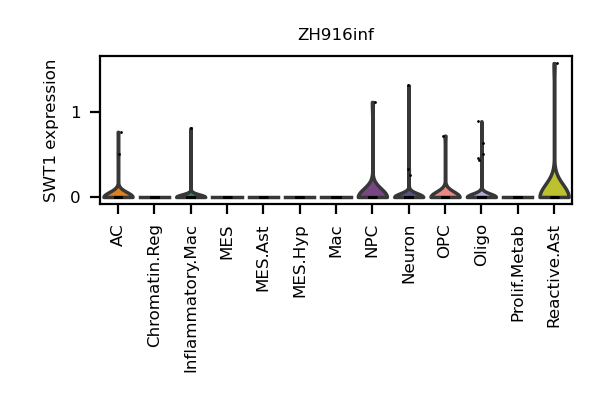 ZH916inf
SWT1 expression
1
0
AC
Chromatin.Reg
Inflammatory.Mac
MES
MES.Ast
MES.Hyp
Mac
NPC
Neuron
OPC
Oligo
Prolif.Metab
Reactive.Ast